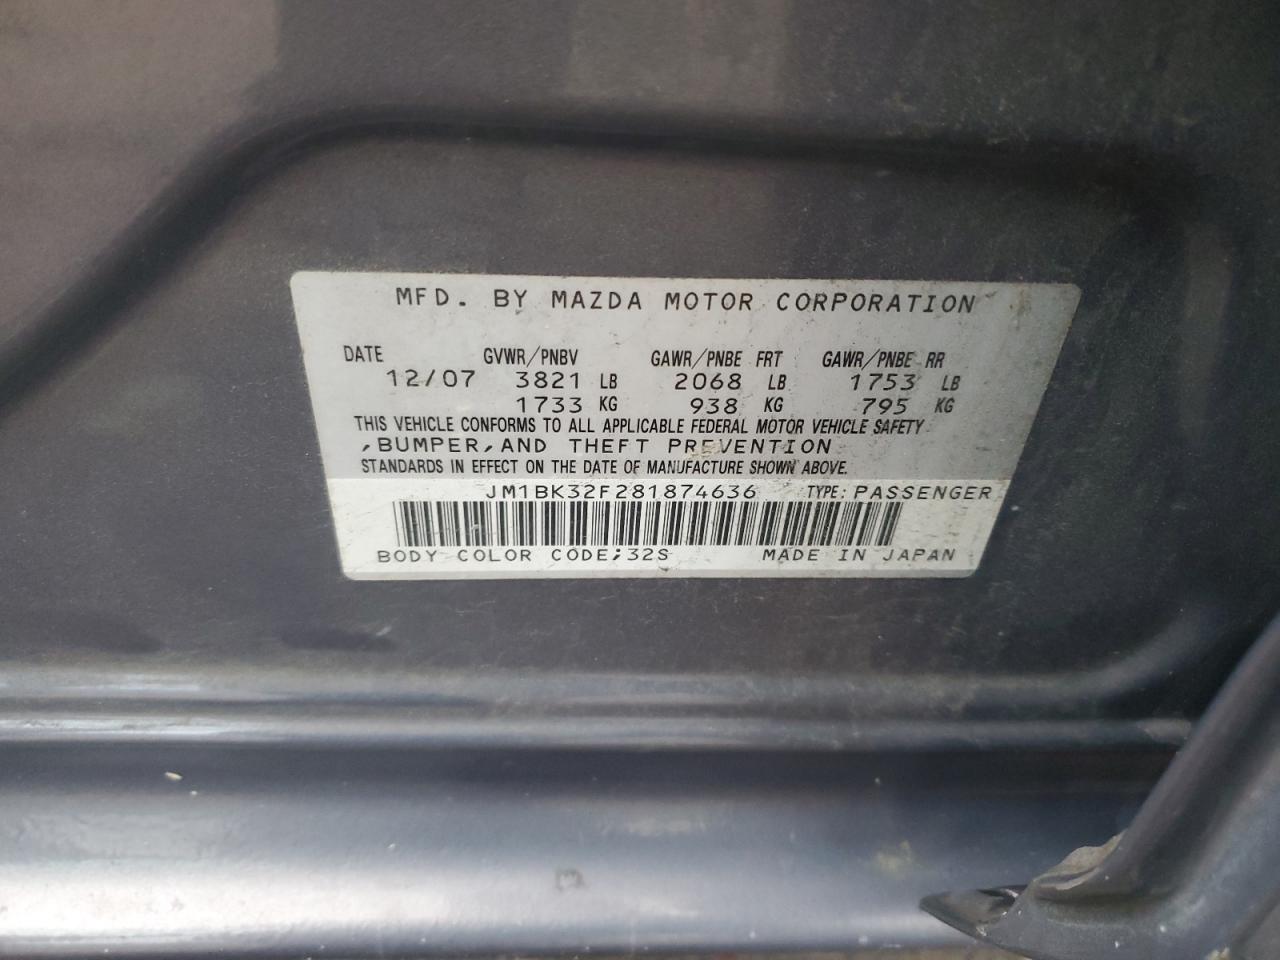 MFD. BY MAZDA MOTOR CORPORATION
DATE GVWR/PNBV GAWR/PNBE FRT GAWR/PNBE RR
12/07 3821 LB 2068 LB 1753 LB
1733 KG 938 KG 795 KG
THIS VEHICLE CONFORMS TO ALL APPLICABLE FEDERAL MOTOR VEHICLE SAFETY
,BUMPER,AND THEFT PREVENTION
STANDARDS IN EFFECT ON THE DATE OF MANUFACTURE SHOWN ABOVE.
JM1BK32F281874636 TYPE: PASSENGER
BODY COLOR CODE;32S MADE IN JAPAN